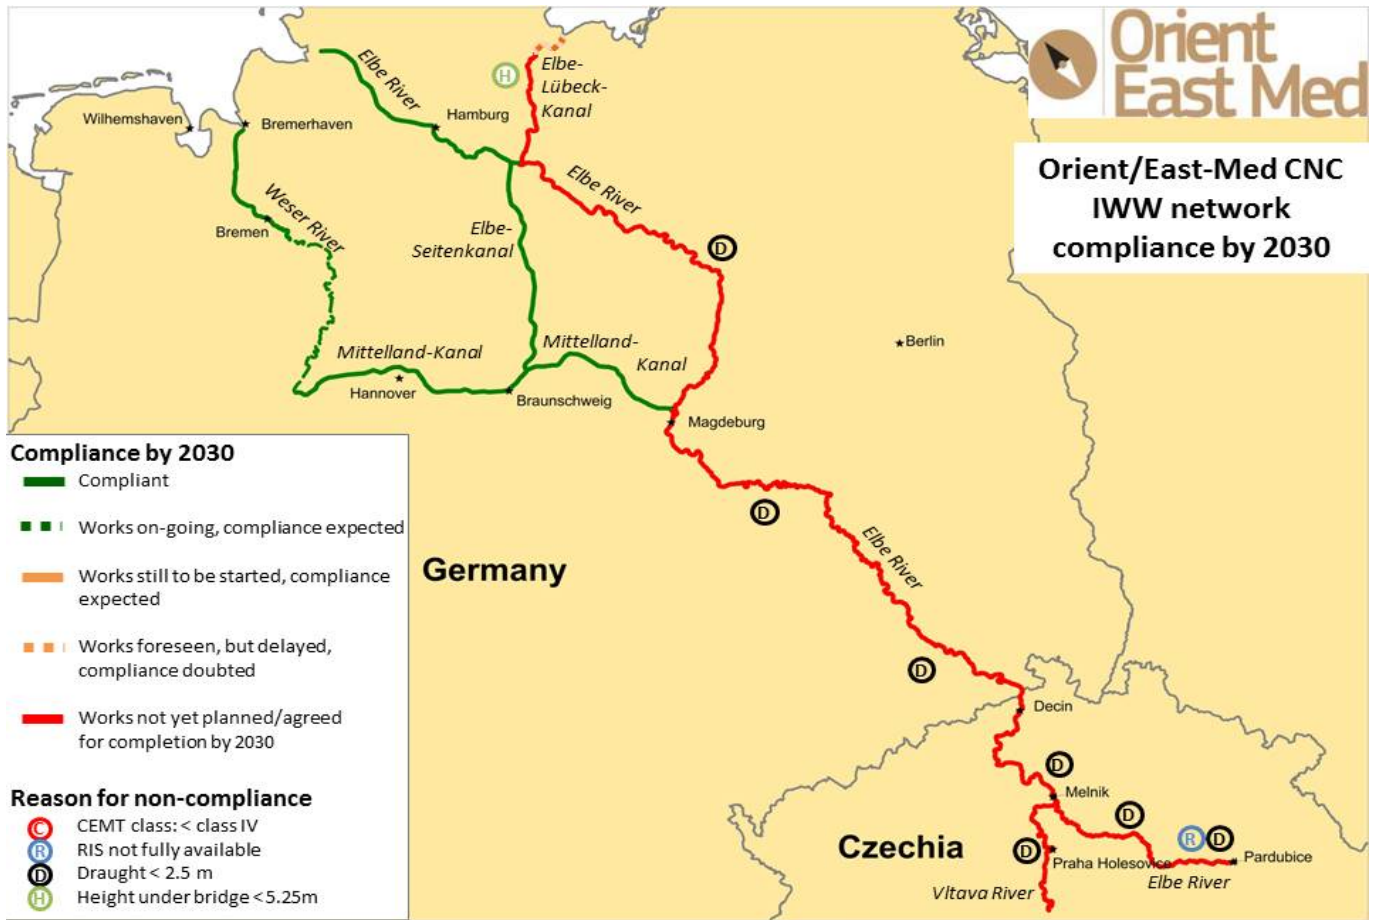 Orient
East Med
Orient/East-Med CNC
IWW network
compliance by 2030
Elbe River
Elbe-
Lübeck-
Kanal
H
Wilhemshaven
Bremerhaven
Hamburg
Elbe River
Weser River
Bremen
Elbe-
Seitenkanal
D
Berlin
Mittelland-Kanal
Mittelland-
Kanal
Hannover
Braunschweig
Magdeburg
D
Elbe River
Germany
D
Decin
D
Melnik
D
Czechia
R D
D
Praha Holesovice
Pardubice
Elbe River
Vltava River
Compliance by 2030
Compliant
Works on-going, compliance expected
Works still to be started, compliance
expected
Works foreseen, but delayed,
compliance doubted
Works not yet planned/agreed
for completion by 2030
Reason for non-compliance
C CEMT class: < class IV
R RIS not fully available
D Draught < 2.5 m
H Height under bridge <5.25m